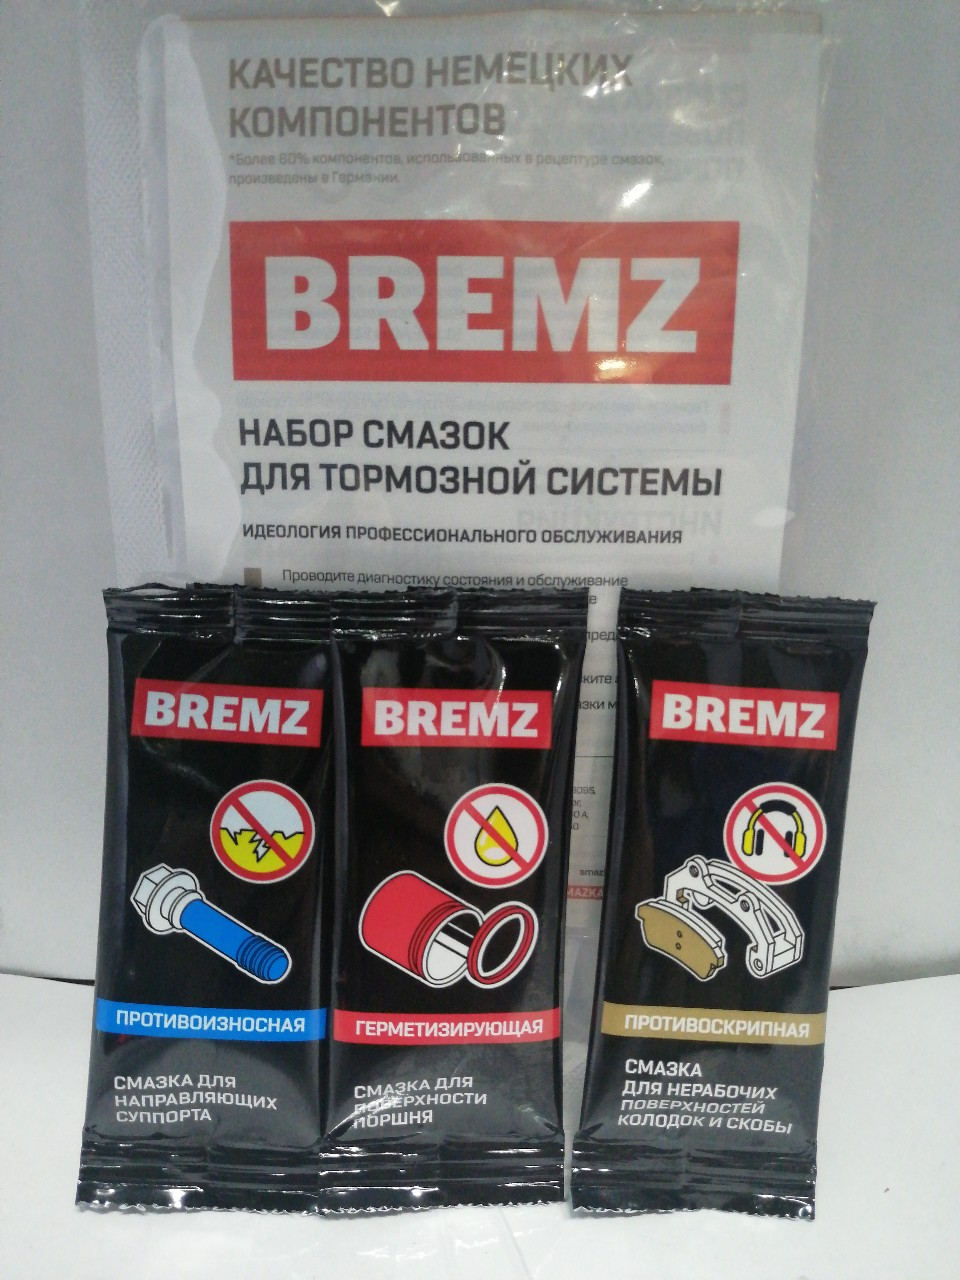 КАЧЕСТВО НЕМЕЦКИХ
КОМПОНЕНТОВ
*Более 80% компонентов, использованных в рецептуре смазок,
произведены в Германии.
BREMZ
НАБОР СМАЗОК
ДЛЯ ТОРМОЗНОЙ СИСТЕМЫ
ИДЕОЛОГИЯ ПРОФЕССИОНАЛЬНОГО ОБСЛУЖИВАНИЯ
Проводите диагностику состояния и обслуживание
BREMZ
ПРОТИВОИЗНОСНАЯ
СМАЗКА ДЛЯ
НАПРАВЛЯЮЩИХ
СУППОРТА
BREMZ
ГЕРМЕТИЗИРУЮЩАЯ
СМАЗКА ДЛЯ
ПОВЕРХНОСТИ
ПОРШНЯ
BREMZ
ПРОТИВОСКРИПНАЯ
СМАЗКА
ДЛЯ НЕРАБОЧИХ
ПОВЕРХНОСТЕЙ
КОЛОДОК И СКОБЫ